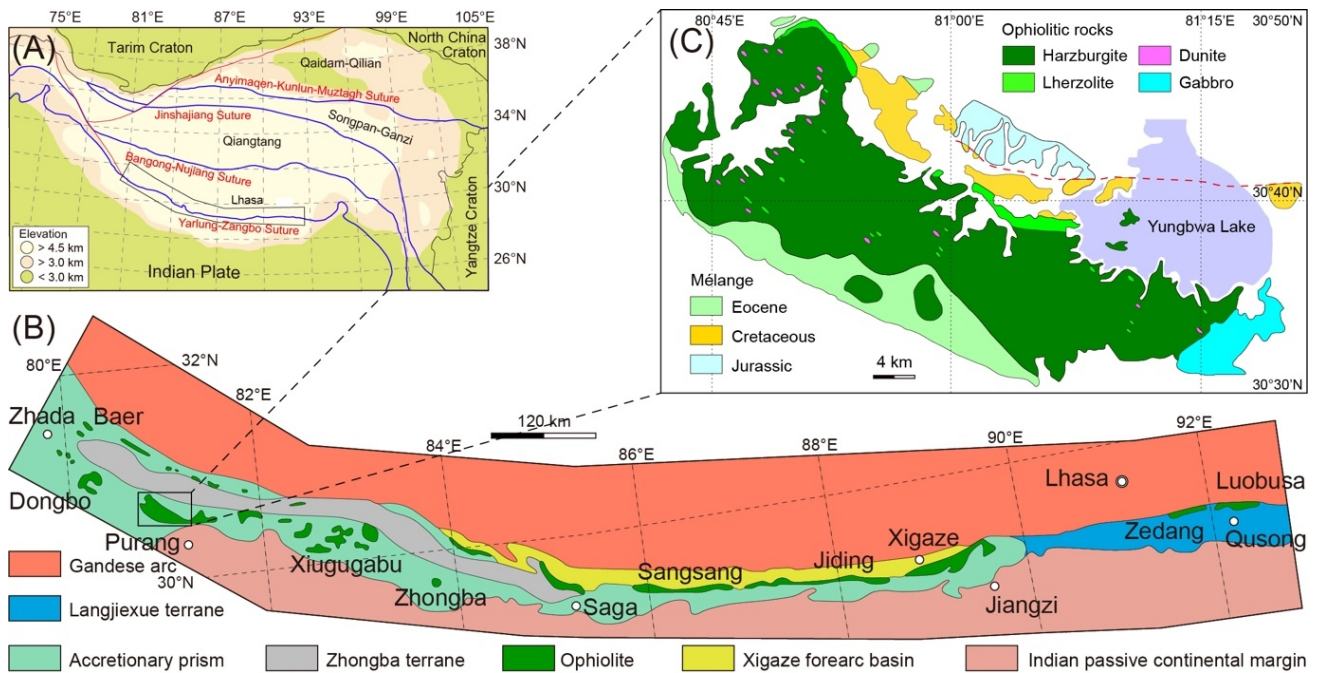 75°E 81°E 87°E 93°E 99°E 105°E
(A)
Tarim Craton
North China
Craton
38°N
Qaidam-Qilian
Anyimaqen-Kunlun-Muztagh Suture
Jinshajiang Suture
Songpan-Ganzi
34°N
Qiangtang
Bangong-Nujiang Suture
30°N
Lhasa
Yarlung-Zangbo Suture
Yangtze Craton
Elevation
> 4.5 km
> 3.0 km
< 3.0 km
Indian Plate
26°N
80°45'E 81°00'E 81°15'E 30°50'N
(C)
Ophiolitic rocks
Harzburgite
Dunite
Lherzolite
Gabbro
30°40'N
Yungbwa Lake
Mélange
Eocene
Cretaceous
Jurassic
4 km
30°30'N
(B)
80°E
32°N
82°E
120 km
Zhada Baer
84°E
86°E
88°E
90°E
92°E
Lhasa
Luobusa
Dongbo
Zedang
Qusong
Purang
Xigaze
Jiding
Sangsang
Xiugugabu
30°N
Zhongba
Saga
Jiangzi
Gandese arc
Langjiexue terrane
Accretionary prism
Zhongba terrane
Ophiolite
Xigaze forearc basin
Indian passive continental margin